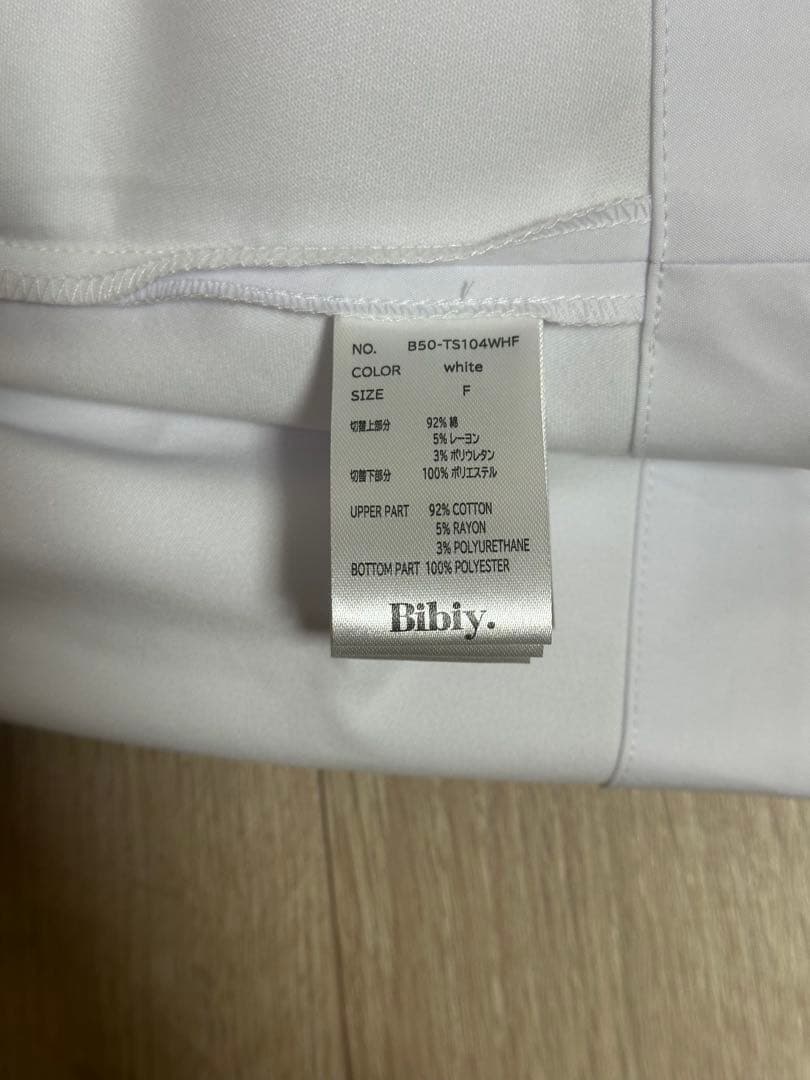 NO. B50-TS104WHF
COLOR white
SIZE F
切替上部分 92% 綿
5% レーヨン
3% ポリウレタン
切替下部分 100% ポリエステル
UPPER PART 92% COTTON
5% RAYON
3% POLYURETHANE
BOTTOM PART 100% POLYESTER
Bibiy.